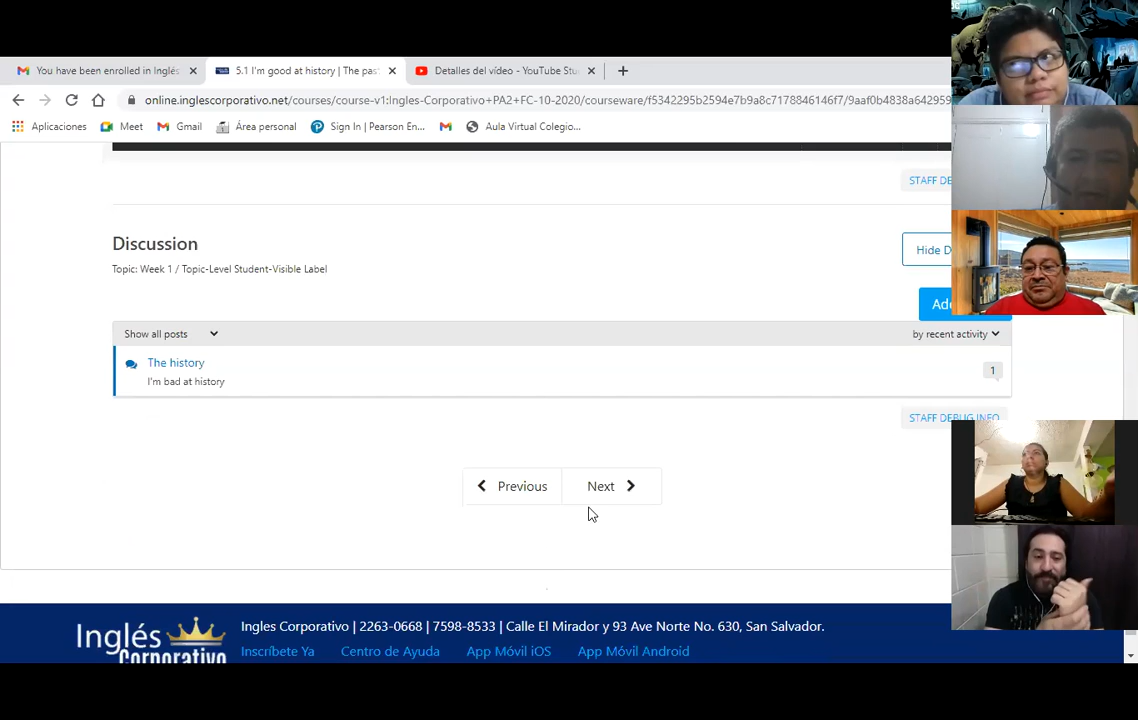 You have been enrolled in Inglés
5.1 I'm good at history | The pas
Detalles del vídeo - YouTube Stu
online.inglescorporativo.net/courses/course-v1:Ingles-Corporativo+PA2+FC-10-2020/courseware/f5342295b2594e7b9a8c7178846146f7/9aaf0b4838a642959
Aplicaciones
Meet
Gmail
Área personal
Sign In | Pearson En...
Aula Virtual Colegio...
STAFF DE
Discussion
Hide D
Topic: Week 1 / Topic-Level Student-Visible Label
Add
Show all posts
by recent activity
The history
I'm bad at history
1
STAFF DEBUG INFO
Previous
Next
Inglés Corporativo
Ingles Corporativo | 2263-0668 | 7598-8533 | Calle El Mirador y 93 Ave Norte No. 630, San Salvador.
Inscríbete Ya
Centro de Ayuda
App Móvil iOS
App Móvil Android